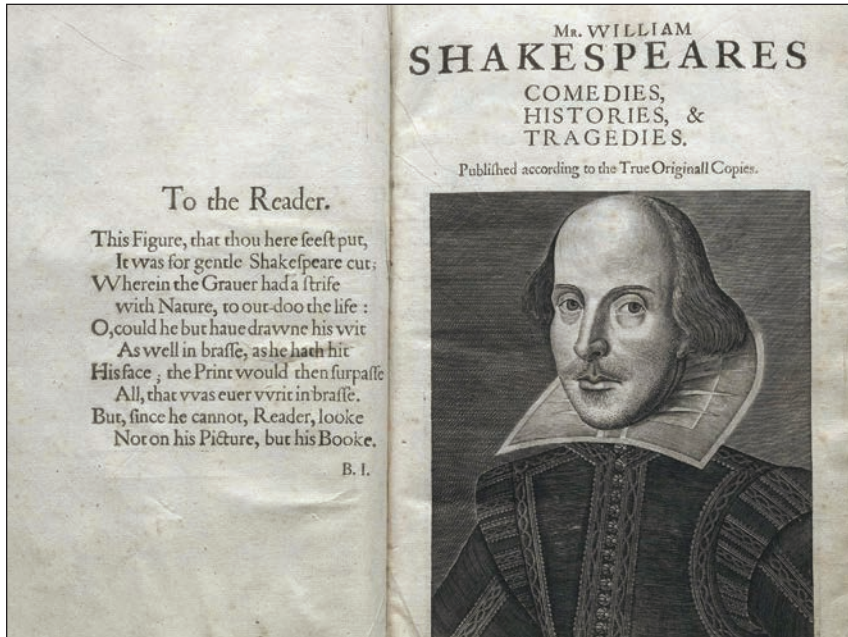 To the Reader.
This Figure, that thou here ſeeſt put,
It was for gentle Shakeſpeare cut;
Wherein the Grauer had a ſtrife
with Nature, to out-doo the life :
O, could he but haue drawne his wit
As well in braſſe, as he hath hit
His face ; the Print would then ſurpaſſe
All, that vvas euer vvrit in braſſe.
But, ſince he cannot, Reader, looke
Not on his Picture, but his Booke.
B. I.
Mr. WILLIAM
SHAKESPEARES
COMEDIES,
HISTORIES, &
TRAGEDIES.
Publiſhed according to the True Originall Copies.